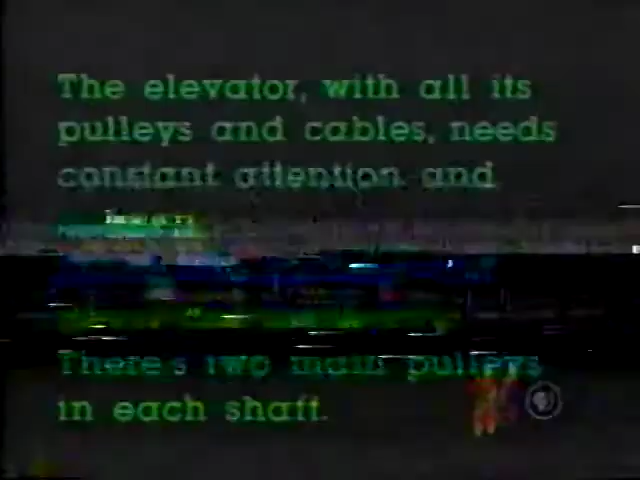 The elevator, with all its
pulleys and cables, needs
constant attention and
There's two main pulleys
in each shaft.